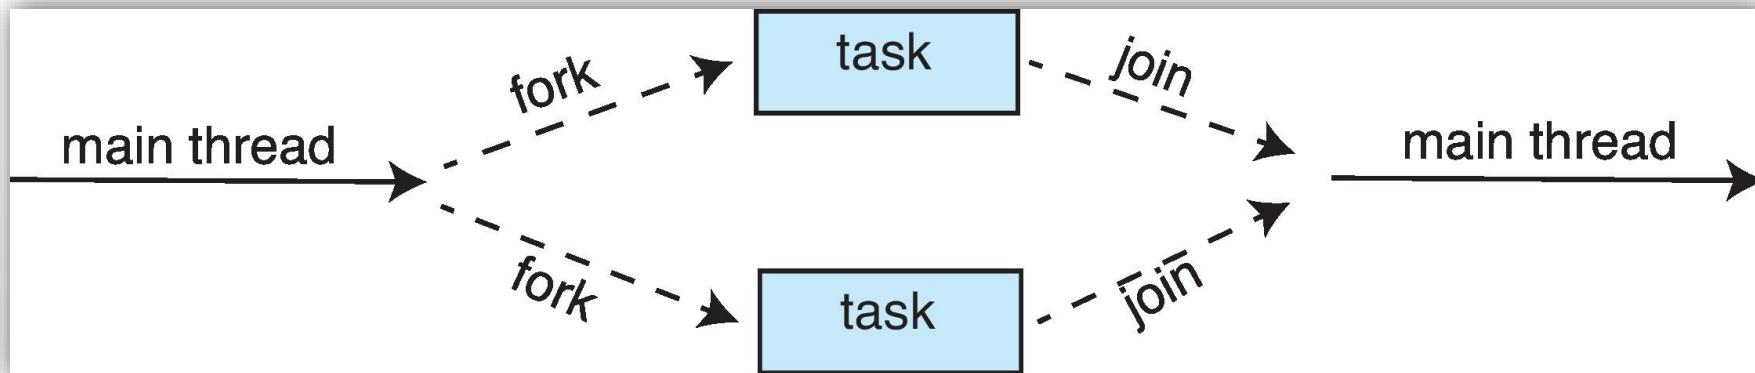 task
fork
join
main thread
main thread
fork
task
join